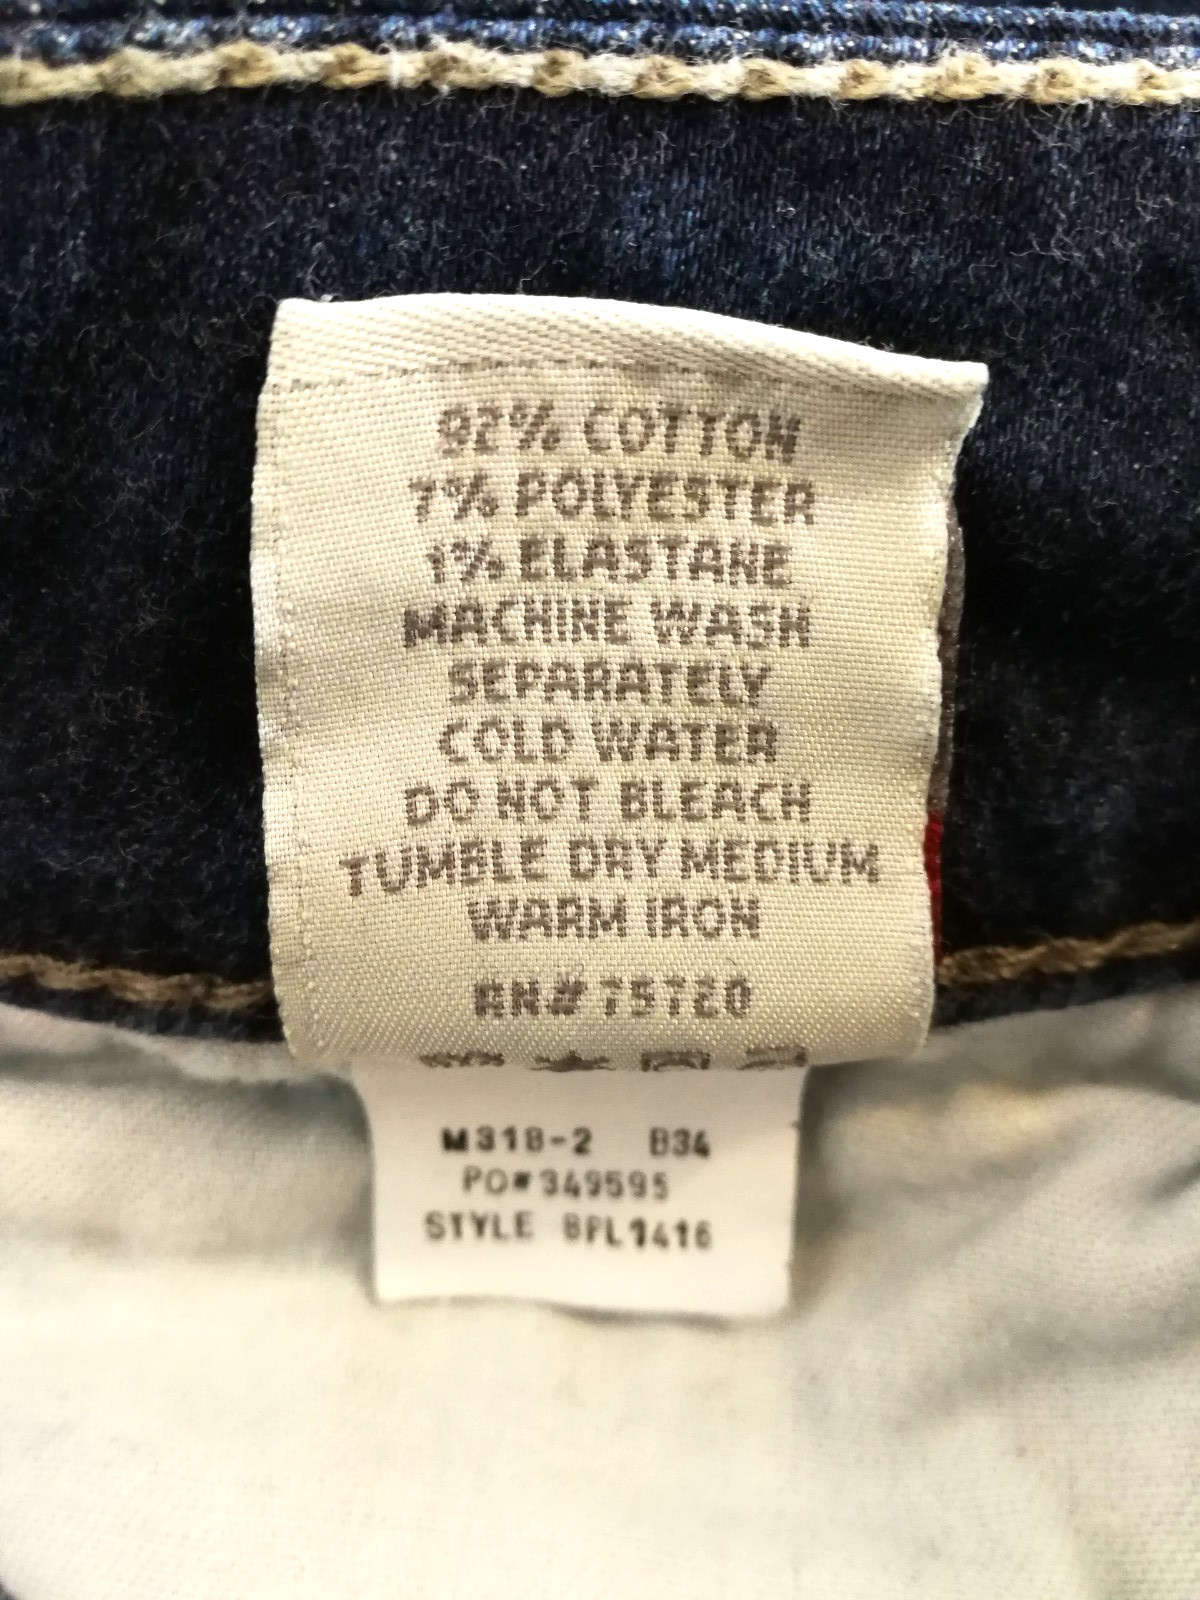 92% COTTON
7% POLYESTER
1% ELASTANE
MACHINE WASH
SEPARATELY
COLD WATER
DO NOT BLEACH
TUMBLE DRY MEDIUM
WARM IRON
RN# 79720
M318-2 B34
PO#349595
STYLE BPL1416